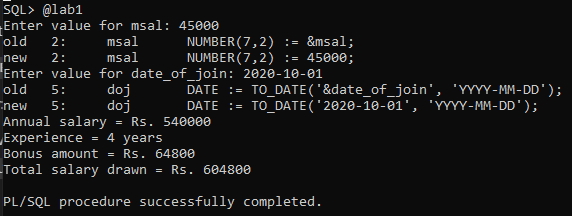 SQL> @lab1
Enter value for msal: 45000
old   2:      msal      NUMBER(7,2) := &msal;
new   2:      msal      NUMBER(7,2) := 45000;
Enter value for date_of_join: 2020-10-01
old   5:      doj       DATE := TO_DATE('&date_of_join', 'YYYY-MM-DD');
new   5:      doj       DATE := TO_DATE('2020-10-01', 'YYYY-MM-DD');
Annual salary = Rs. 540000
Experience = 4 years
Bonus amount = Rs. 64800
Total salary drawn = Rs. 604800
PL/SQL procedure successfully completed.